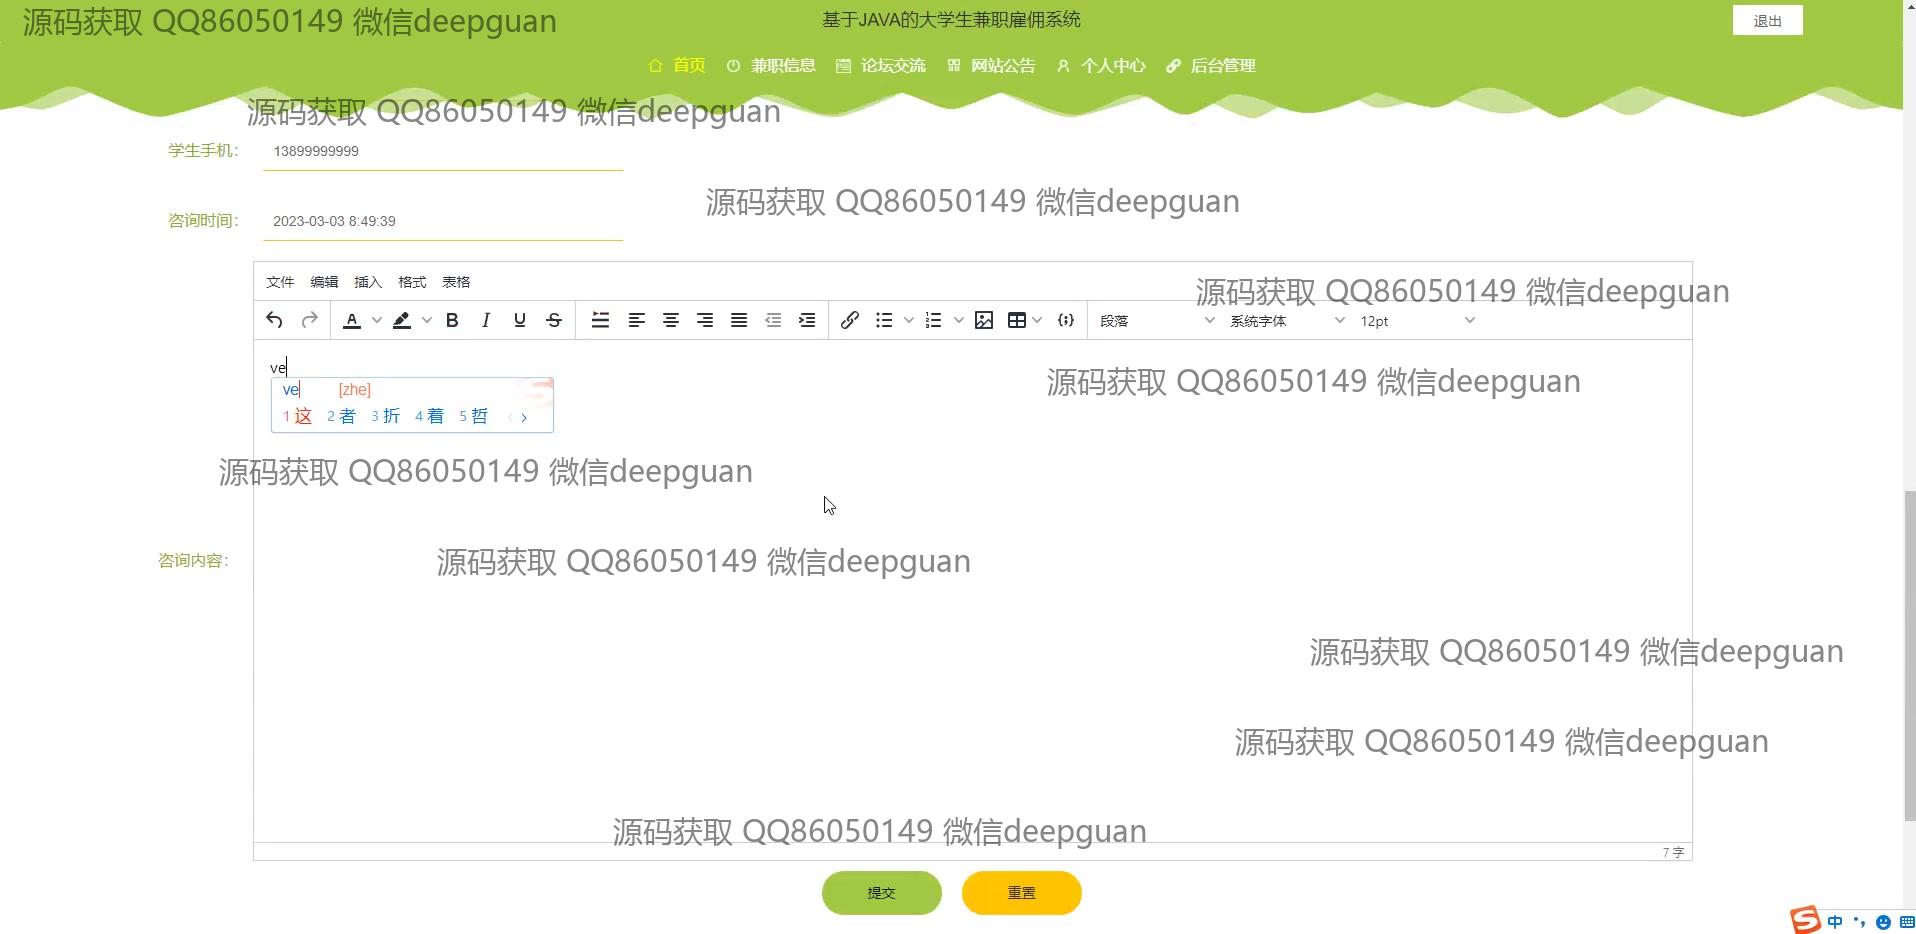 源码获取 QQ86050149 微信deepguan
基于JAVA的大学生兼职雇佣系统
退出
首页 兼职信息 论坛交流 网站公告 个人中心 后台管理
源码获取 QQ86050149 微信deepguan
学生手机： 13899999999
源码获取 QQ86050149 微信deepguan
咨询时间： 2023-03-03 8:49:39
文件 编辑 插入 格式 表格
源码获取 QQ86050149 微信deepguan
段落 系统字体 12pt
ve
源码获取 QQ86050149 微信deepguan
ve [zhe]
1 这 2 者 3 折 4 着 5 哲
源码获取 QQ86050149 微信deepguan
咨询内容：
源码获取 QQ86050149 微信deepguan
源码获取 QQ86050149 微信deepguan
源码获取 QQ86050149 微信deepguan
源码获取 QQ86050149 微信deepguan
7 字
提交 重置
中